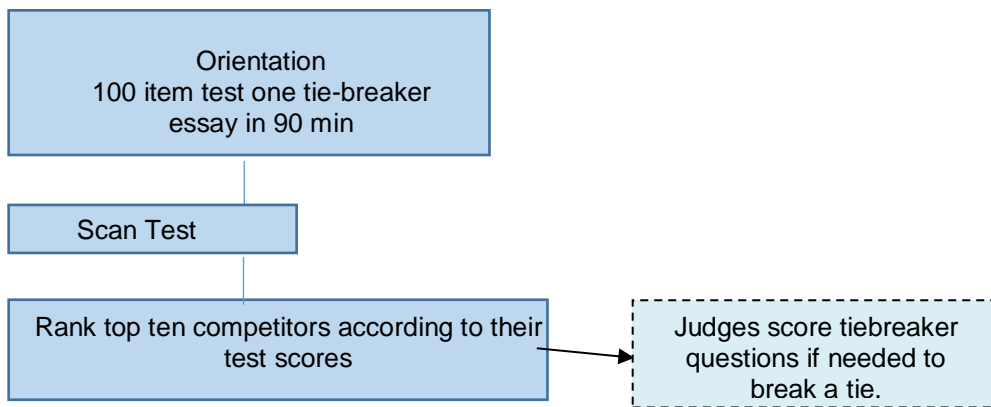 Orientation
100 item test one tie-breaker
essay in 90 min
Scan Test
Rank top ten competitors according to their
test scores
Judges score tiebreaker
questions if needed to
break a tie.